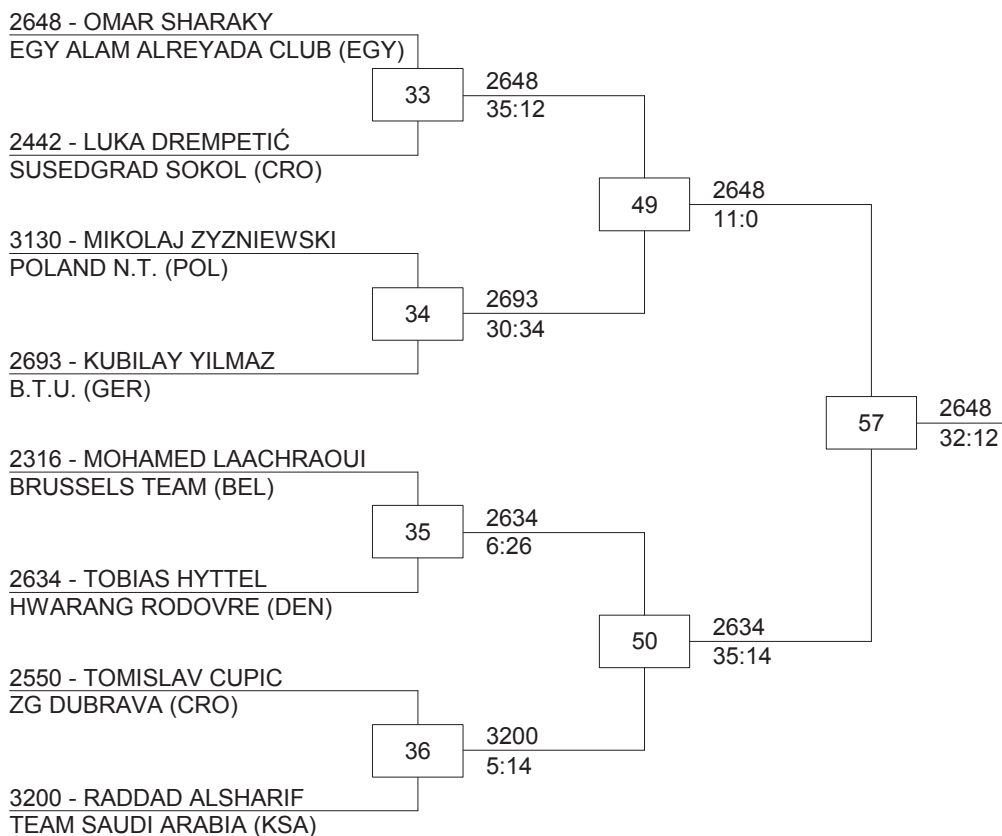 2648 - OMAR SHARAKY
EGY ALAM ALREYADA CLUB (EGY)
33
2648
35:12
2442 - LUKA DREMPETIĆ
SUSEDGRAD SOKOL (CRO)
49
2648
11:0
3130 - MIKOLAJ ZYZNIEWSKI
POLAND N.T. (POL)
34
2693
30:34
2693 - KUBILAY YILMAZ
B.T.U. (GER)
57
2648
32:12
2316 - MOHAMED LAACHRAOUI
BRUSSELS TEAM (BEL)
35
2634
6:26
2634 - TOBIAS HYTTEL
HWARANG RODOVRE (DEN)
50
2634
35:14
2550 - TOMISLAV CUPIC
ZG DUBRAVA (CRO)
36
3200
5:14
3200 - RADDAD ALSHARIF
TEAM SAUDI ARABIA (KSA)